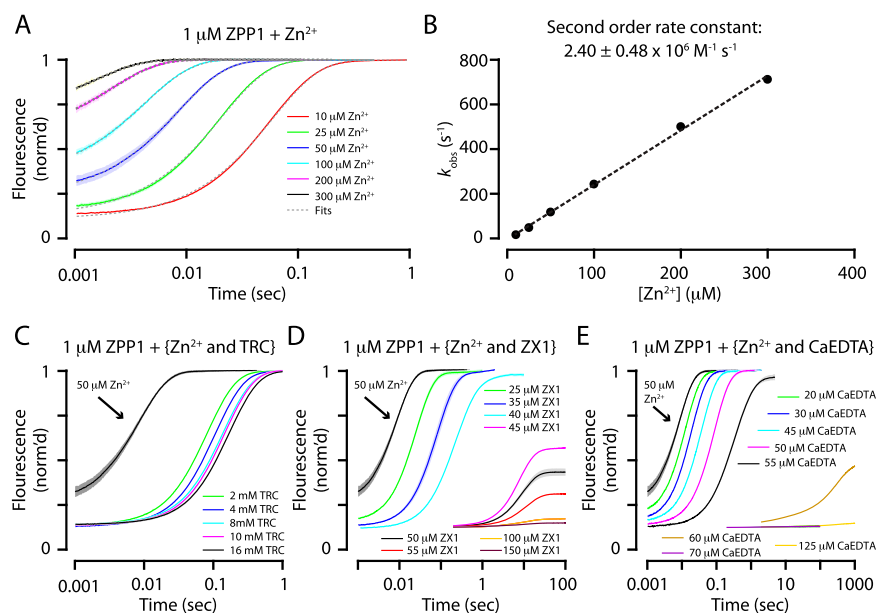 A
1 µM ZPP1 + Zn²⁺
Flourescence
(norm'd)
1
0
0.001
0.01
0.1
1
Time (sec)
10 µM Zn²⁺
25 µM Zn²⁺
50 µM Zn²⁺
100 µM Zn²⁺
200 µM Zn²⁺
300 µM Zn²⁺
Fits
B
Second order rate constant:
2.40 ± 0.48 x 10⁶ M⁻¹ s⁻¹
k_obs (s⁻¹)
800
600
400
200
0
0
100
200
300
400
[Zn²⁺] (µM)
C
1 µM ZPP1 + {Zn²⁺ and TRC}
Flourescence
(norm'd)
1
0
50 µM Zn²⁺
2 mM TRC
4 mM TRC
8mM TRC
10 mM TRC
16 mM TRC
0.001
0.01
0.1
1
Time (sec)
D
1 µM ZPP1 + {Zn²⁺ and ZX1}
Flourescence
(norm'd)
1
0
50 µM Zn²⁺
25 µM ZX1
35 µM ZX1
40 µM ZX1
45 µM ZX1
50 µM ZX1
55 µM ZX1
100 µM ZX1
150 µM ZX1
0.01
1
100
Time (sec)
E
1 µM ZPP1 + {Zn²⁺ and CaEDTA}
Flourescence
(norm'd)
1
0
50 µM
Zn²⁺
20 µM CaEDTA
30 µM CaEDTA
45 µM CaEDTA
50 µM CaEDTA
55 µM CaEDTA
60 µM CaEDTA
70 µM CaEDTA
125 µM CaEDTA
0.001
0.1
10
1000
Time (sec)